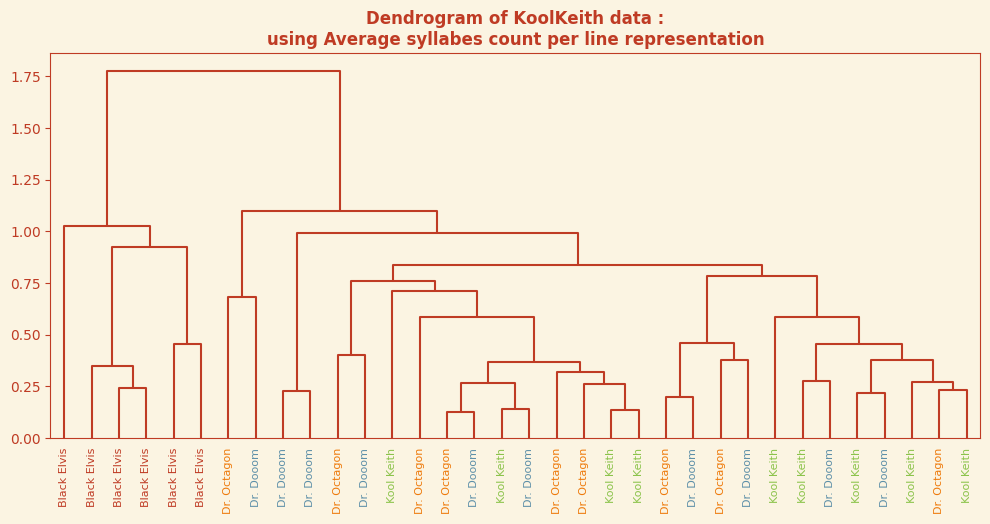 Dendrogram of KoolKeith data :
using Average syllabes count per line representation
1.75
1.50
1.25
1.00
0.75
0.50
0.25
0.00
Black Elvis
Black Elvis
Black Elvis
Black Elvis
Black Elvis
Black Elvis
Dr. Octagon
Dr. Dooom
Dr. Dooom
Dr. Dooom
Dr. Octagon
Dr. Dooom
Kool Keith
Dr. Octagon
Dr. Octagon
Dr. Dooom
Kool Keith
Dr. Dooom
Dr. Octagon
Dr. Octagon
Kool Keith
Kool Keith
Dr. Octagon
Dr. Dooom
Dr. Octagon
Dr. Dooom
Kool Keith
Kool Keith
Dr. Dooom
Kool Keith
Dr. Dooom
Kool Keith
Dr. Octagon
Kool Keith